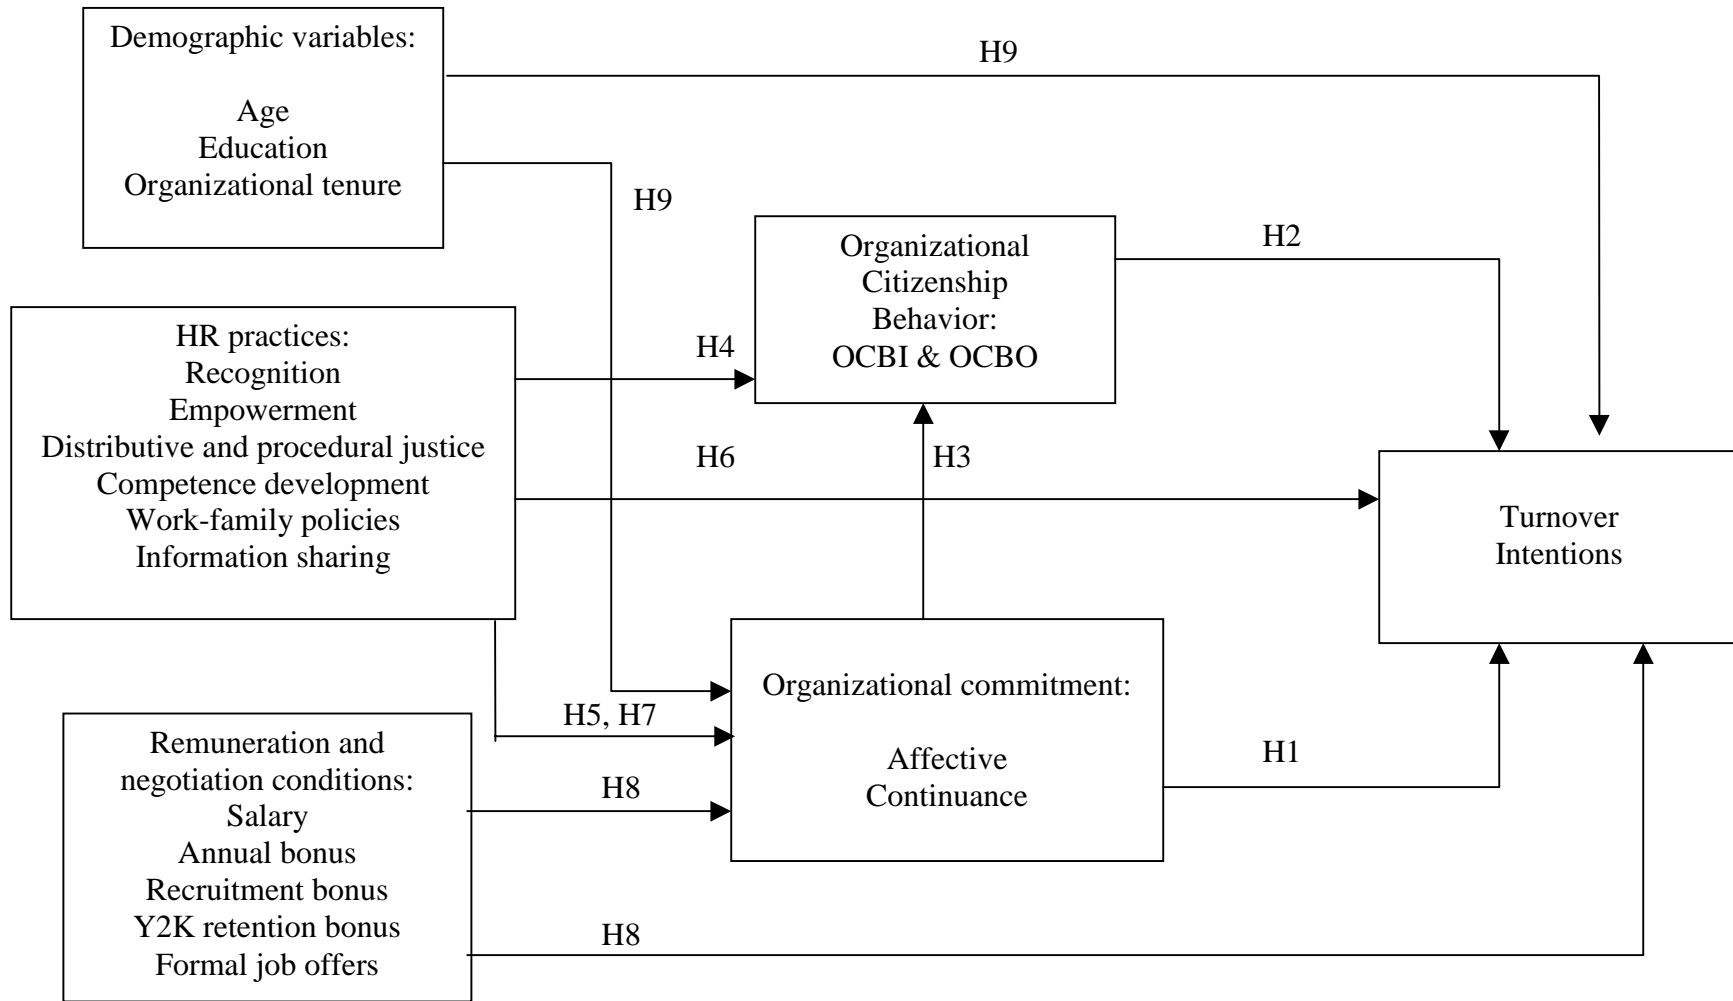 Demographic variables:
Age
Education
Organizational tenure
H9
H9
Organizational
Citizenship
Behavior:
OCBI & OCBO
H2
HR practices:
Recognition
Empowerment
Distributive and procedural justice
Competence development
Work-family policies
Information sharing
H4
H6
H3
Turnover
Intentions
Organizational commitment:
Affective
Continuance
H5, H7
H1
Remuneration and
negotiation conditions:
Salary
Annual bonus
Recruitment bonus
Y2K retention bonus
Formal job offers
H8
H8